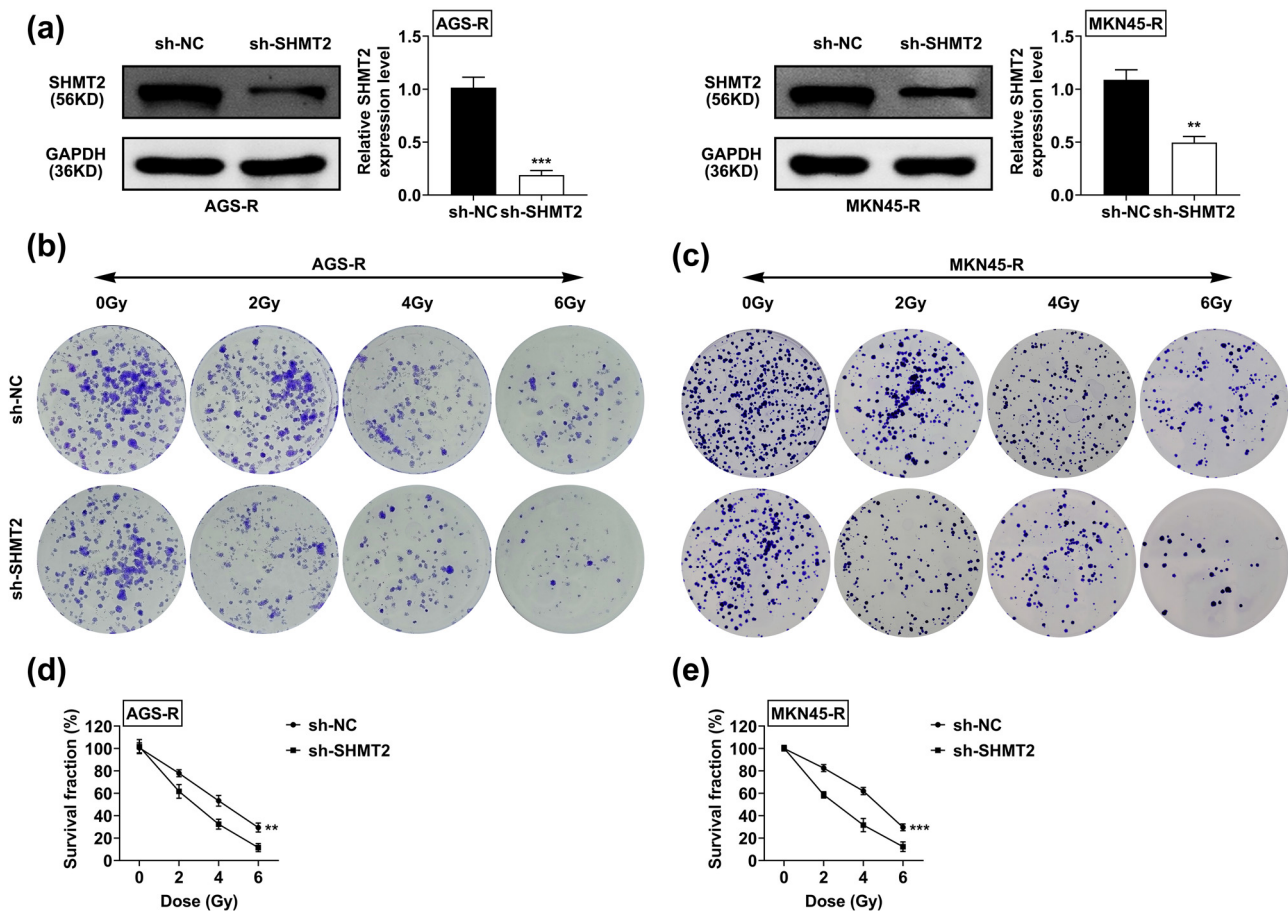 (a)
sh-NC sh-SHMT2
SHMT2
(56KD)
GAPDH
(36KD)
AGS-R
AGS-R
Relative SHMT2
expression level
1.5
1.0
0.5
0.0
***
sh-NC sh-SHMT2
sh-NC sh-SHMT2
SHMT2
(56KD)
GAPDH
(36KD)
MKN45-R
MKN45-R
Relative SHMT2
expression level
1.5
1.0
0.5
0.0
**
sh-NC sh-SHMT2
(b)
AGS-R
0Gy 2Gy 4Gy 6Gy
sh-NC
sh-SHMT2
(c)
MKN45-R
0Gy 2Gy 4Gy 6Gy
(d)
AGS-R
Survival fraction (%)
120
100
80
60
40
20
0
0 2 4 6
Dose (Gy)
sh-NC
sh-SHMT2
**
(e)
MKN45-R
Survival fraction (%)
120
100
80
60
40
20
0
0 2 4 6
Dose (Gy)
sh-NC
sh-SHMT2
***